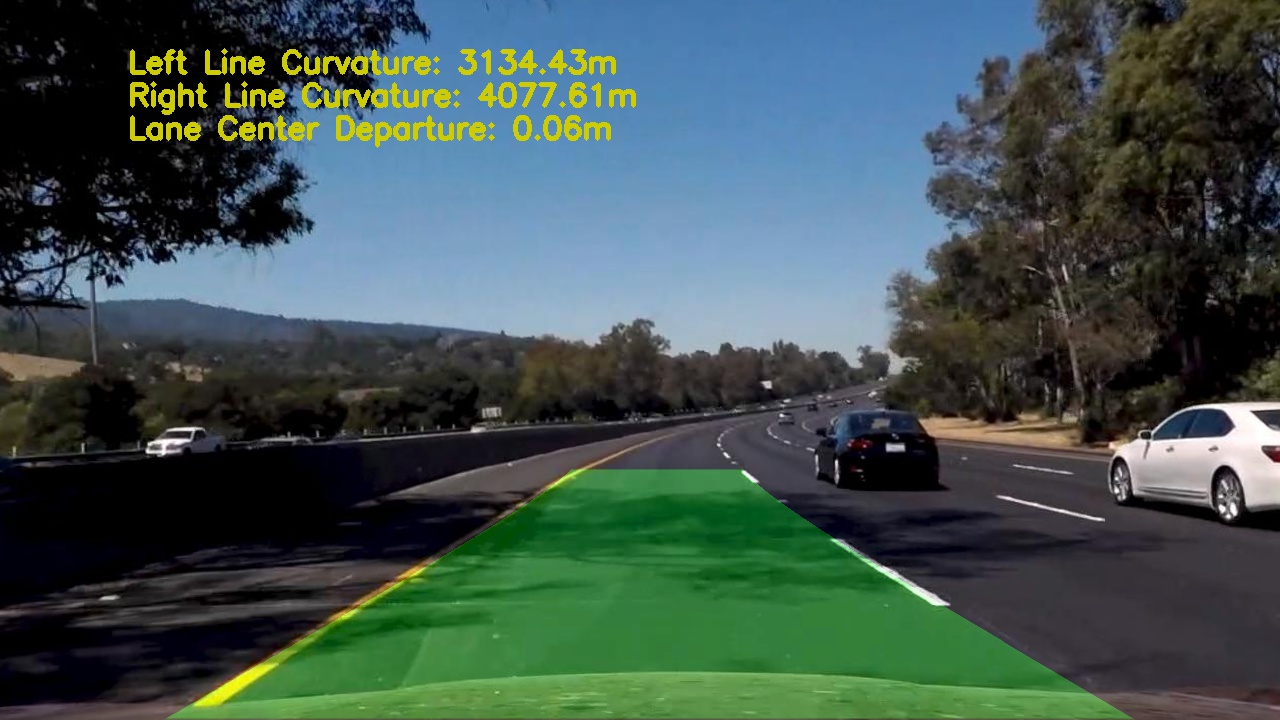 Left Line Curvature: 3134.43m
Right Line Curvature: 4077.61m
Lane Center Departure: 0.06m